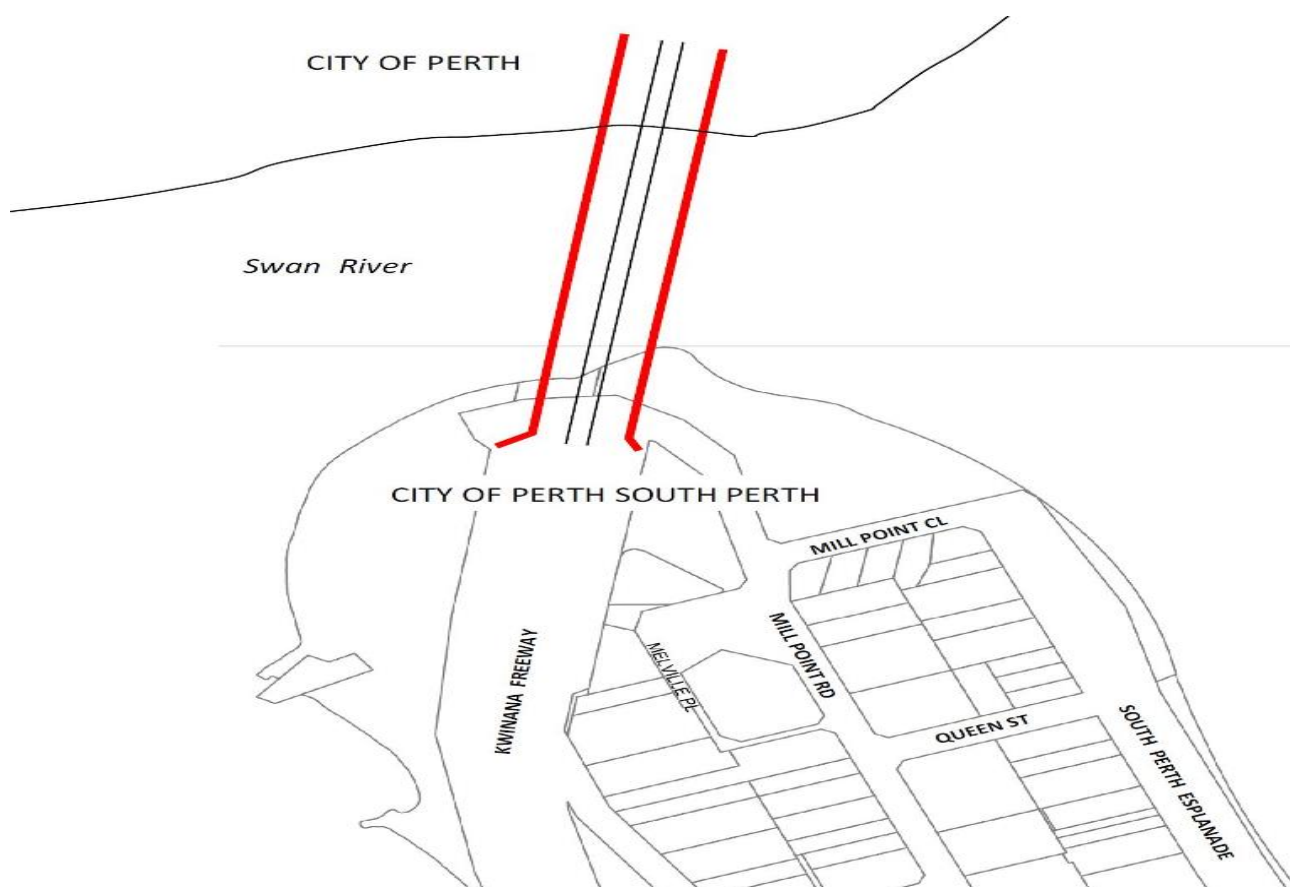 CITY OF PERTH
Swan River
CITY OF PERTH SOUTH PERTH
MILL POINT CL
MILL POINT RD
KWINANA FREEWAY
MELVILLE PL
QUEEN ST
SOUTH PERTH ESPLANADE